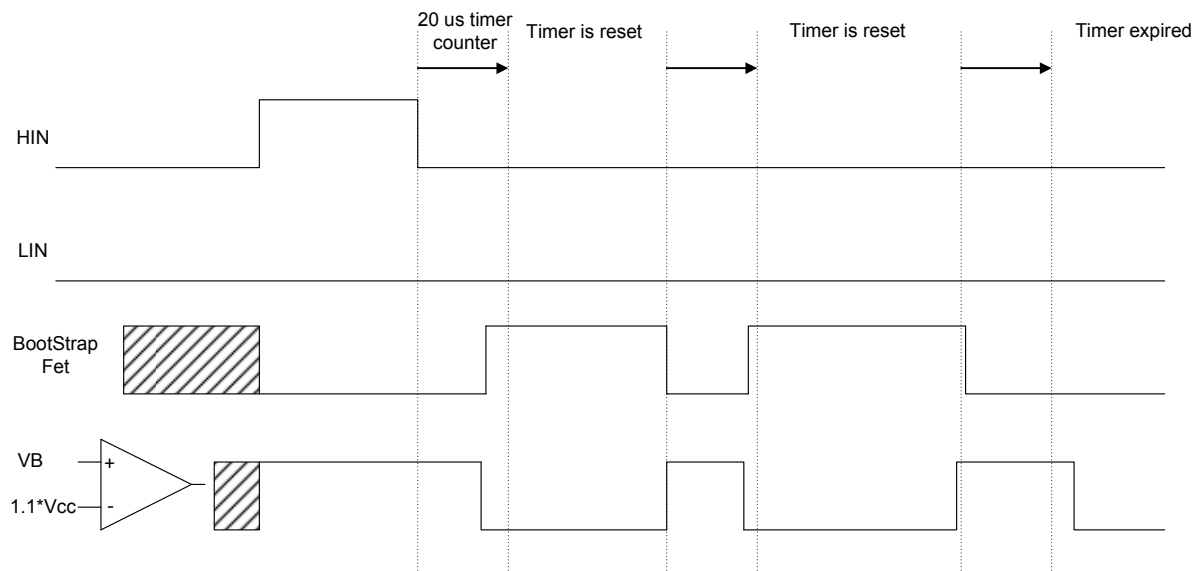 20 us timer
counter
Timer is reset
Timer is reset
Timer expired
HIN
LIN
BootStrap
Fet
VB
+
1.1*Vcc
-